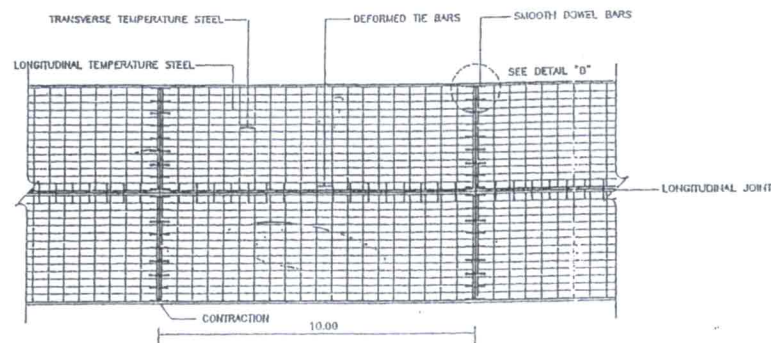 TRANSVERSE TEMPERATURE STEEL
DEFORMED TIE BARS
SMOOTH DOWEL BARS
LONGITUDINAL TEMPERATURE STEEL
SEE DETAIL "D"
LONGITUDINAL JOINT
CONTRACTION
10.00